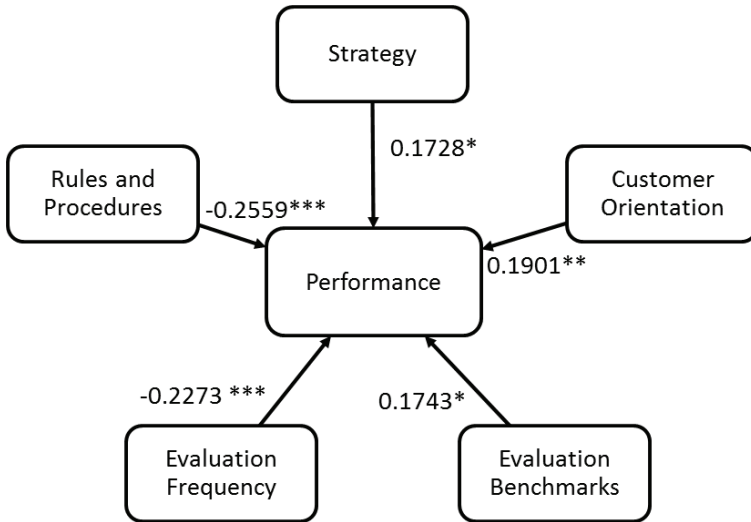 Strategy
0.1728*
Rules and
Procedures
-0.2559***
Customer
Orientation
Performance
0.1901**
-0.2273 ***
0.1743*
Evaluation
Frequency
Evaluation
Benchmarks